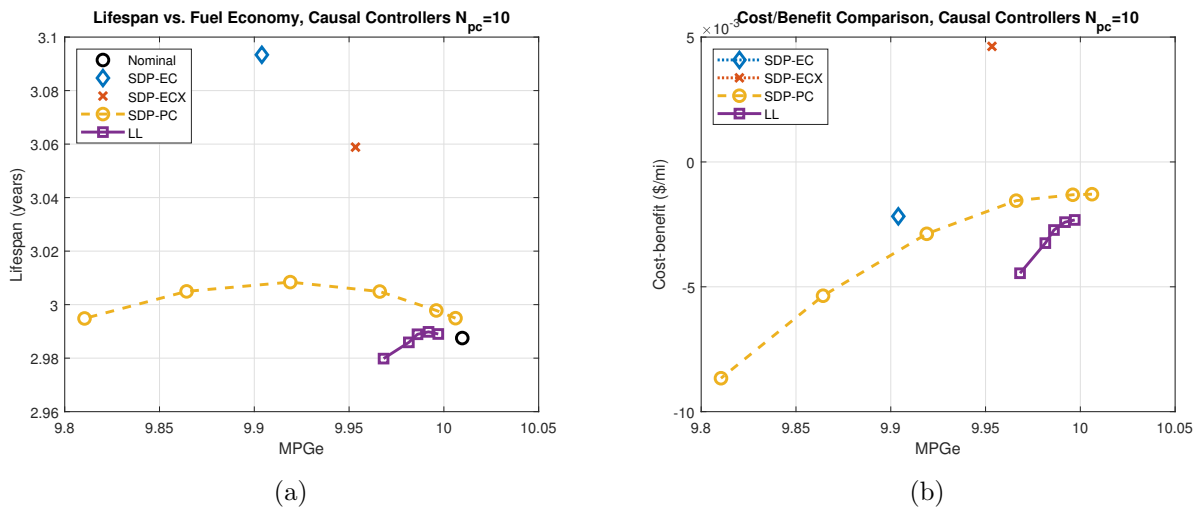 Lifespan vs. Fuel Economy, Causal Controllers N_pc=10
3.1
3.08
3.06
3.04
3.02
3
2.98
2.96
Lifespan (years)
Nominal
SDP-EC
SDP-ECX
SDP-PC
LL
9.8 9.85 9.9 9.95 10 10.05
MPGe
(a)
×10^-3 Cost/Benefit Comparison, Causal Controllers N_pc=10
5
0
-5
-10
Cost-benefit ($/mi)
SDP-EC
SDP-ECX
SDP-PC
LL
9.8 9.85 9.9 9.95 10 10.05
MPGe
(b)